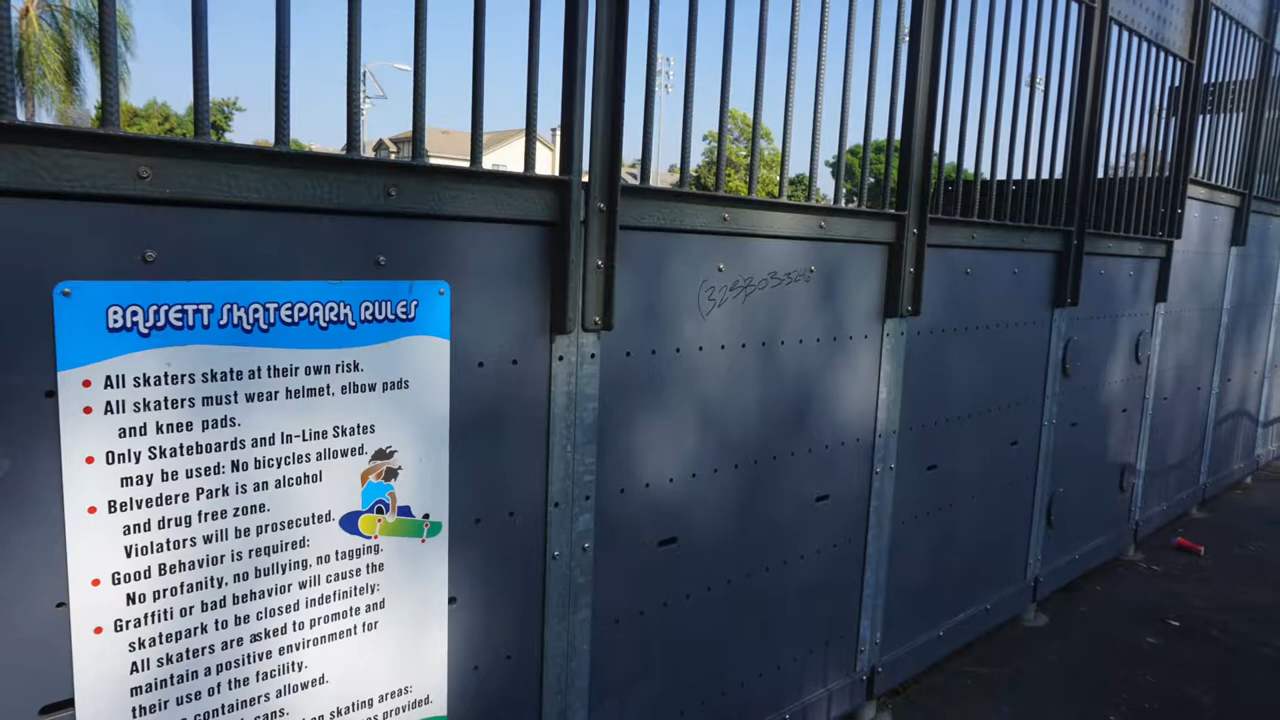 BASSETT SKATEPARK RULES
All skaters skate at their own risk.
All skaters must wear helmet, elbow pads
and knee pads.
Only Skateboards and In-Line Skates
may be used: No bicycles allowed.
Belvedere Park is an alcohol
and drug free zone.
Violators will be prosecuted.
Good Behavior is required:
No profanity, no bullying, no tagging.
Graffiti or bad behavior will cause the
skatepark to be closed indefinitely:
All skaters are asked to promote and
maintain a positive environment for
their use of the facility.
containers allowed.
skating areas:
provided.